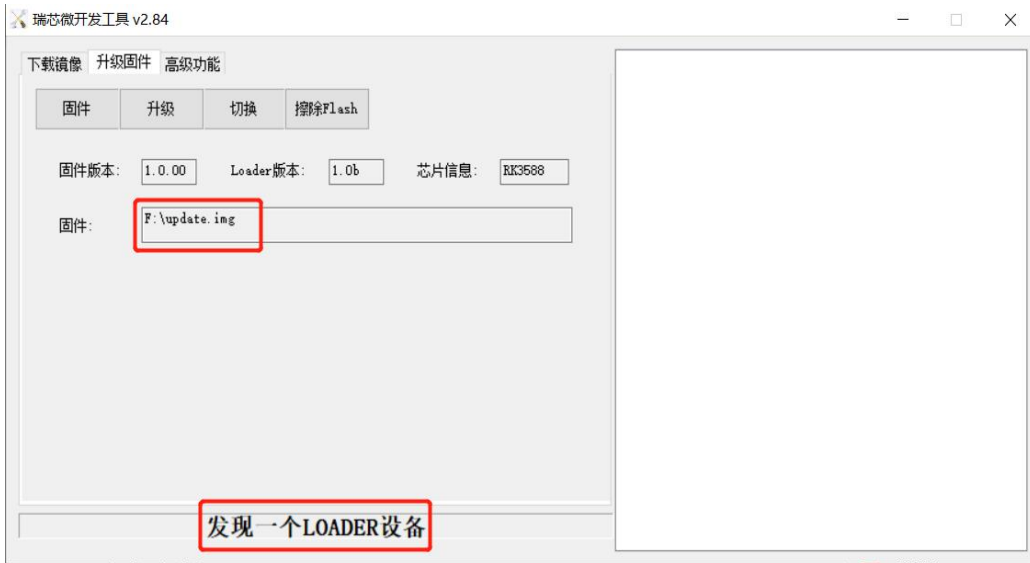 瑞芯微开发工具 v2.84
下载镜像 升级固件 高级功能
固件 升级 切换 擦除Flash
固件版本: 1.0.00 Loader版本: 1.0b 芯片信息: RK3588
固件: F:\update.img
发现一个LOADER设备